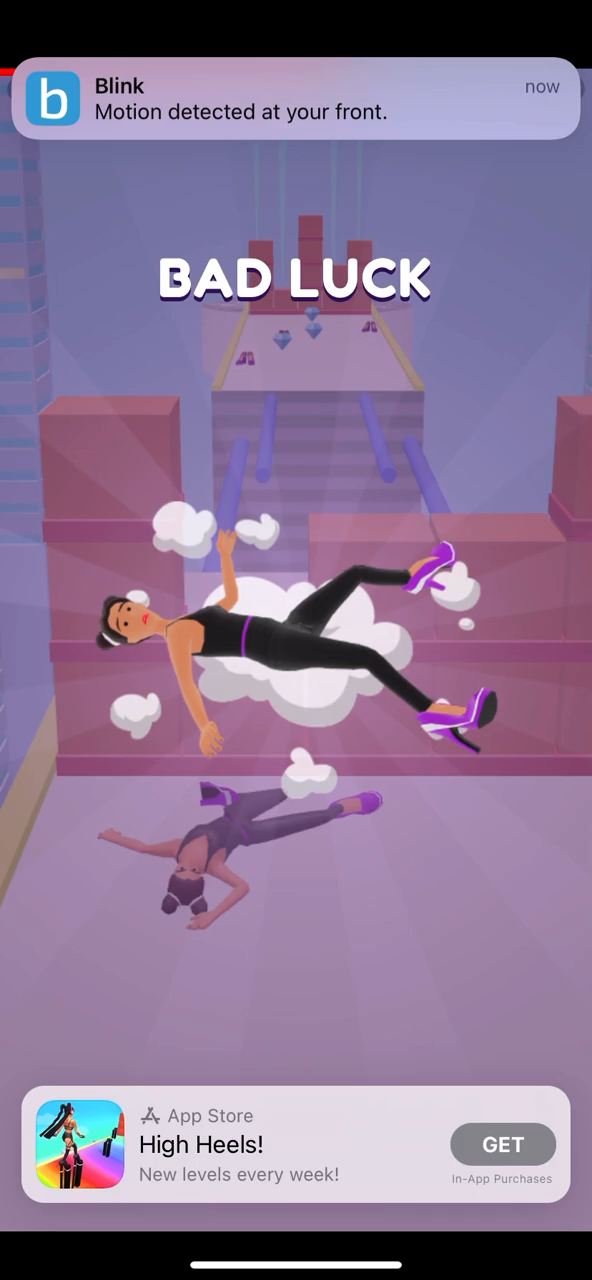 b
Blink
now
Motion detected at your front.
BAD LUCK
App Store
High Heels!
New levels every week!
GET
In-App Purchases